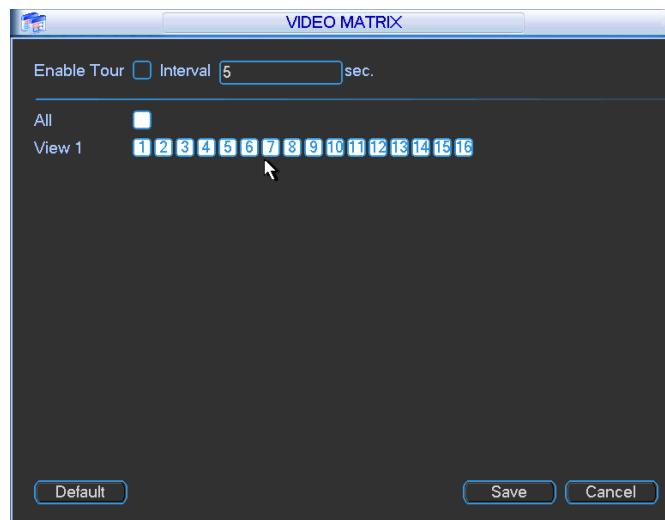 VIDEO MATRIX
Enable Tour Interval 5 sec.
All
View 1 1 2 3 4 5 6 7 8 9 10 11 12 13 14 15 16
Default Save Cancel